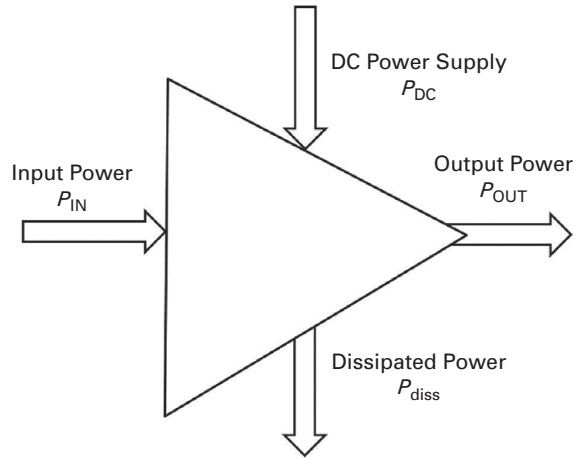 DC Power Supply
P_DC
Input Power
P_IN
Output Power
P_OUT
Dissipated Power
P_diss